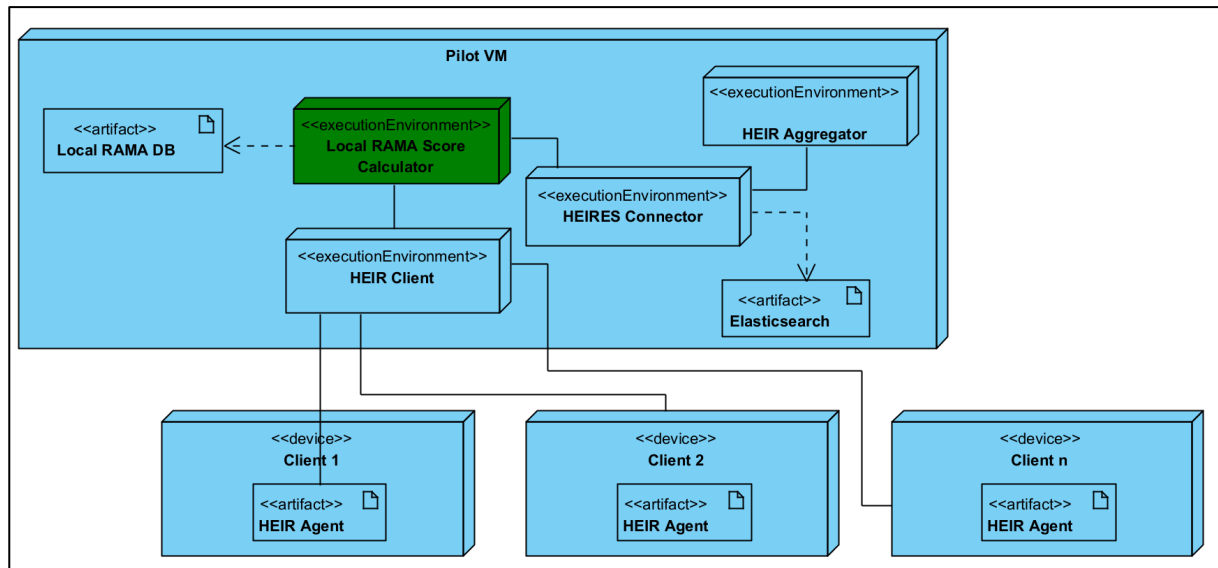 Pilot VM
<<artifact>>
Local RAMA DB
<<executionEnvironment>>
Local RAMA Score
Calculator
<<executionEnvironment>>
HEIR Aggregator
<<executionEnvironment>>
HEIRES Connector
<<executionEnvironment>>
HEIR Client
<<artifact>>
Elasticsearch
<<device>>
Client 1
<<artifact>>
HEIR Agent
<<device>>
Client 2
<<artifact>>
HEIR Agent
<<device>>
Client n
<<artifact>>
HEIR Agent